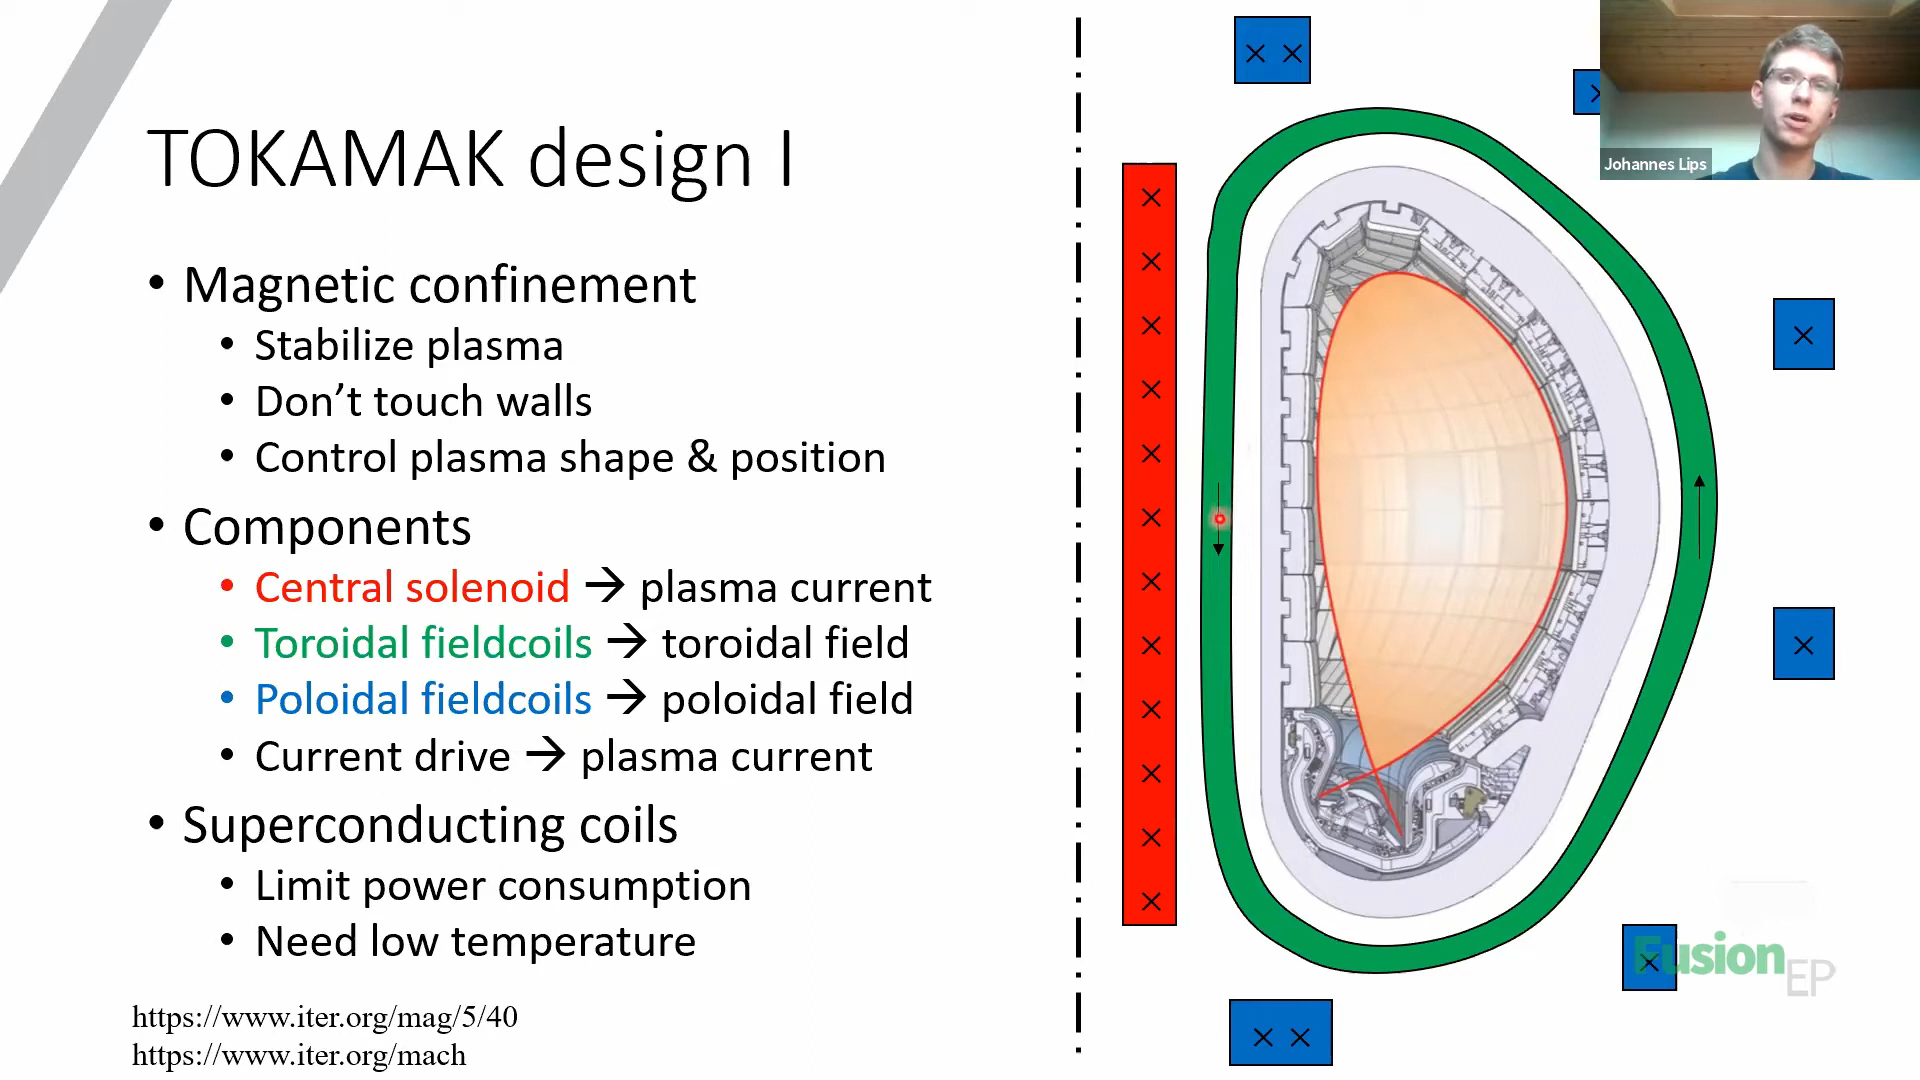 TOKAMAK design I
• Magnetic confinement
• Stabilize plasma
• Don’t touch walls
• Control plasma shape & position
• Components
• Central solenoid → plasma current
• Toroidal fieldcoils → toroidal field
• Poloidal fieldcoils → poloidal field
• Current drive → plasma current
• Superconducting coils
• Limit power consumption
• Need low temperature
https://www.iter.org/mag/5/40
https://www.iter.org/mach
Johannes Lips
Fusion
EP